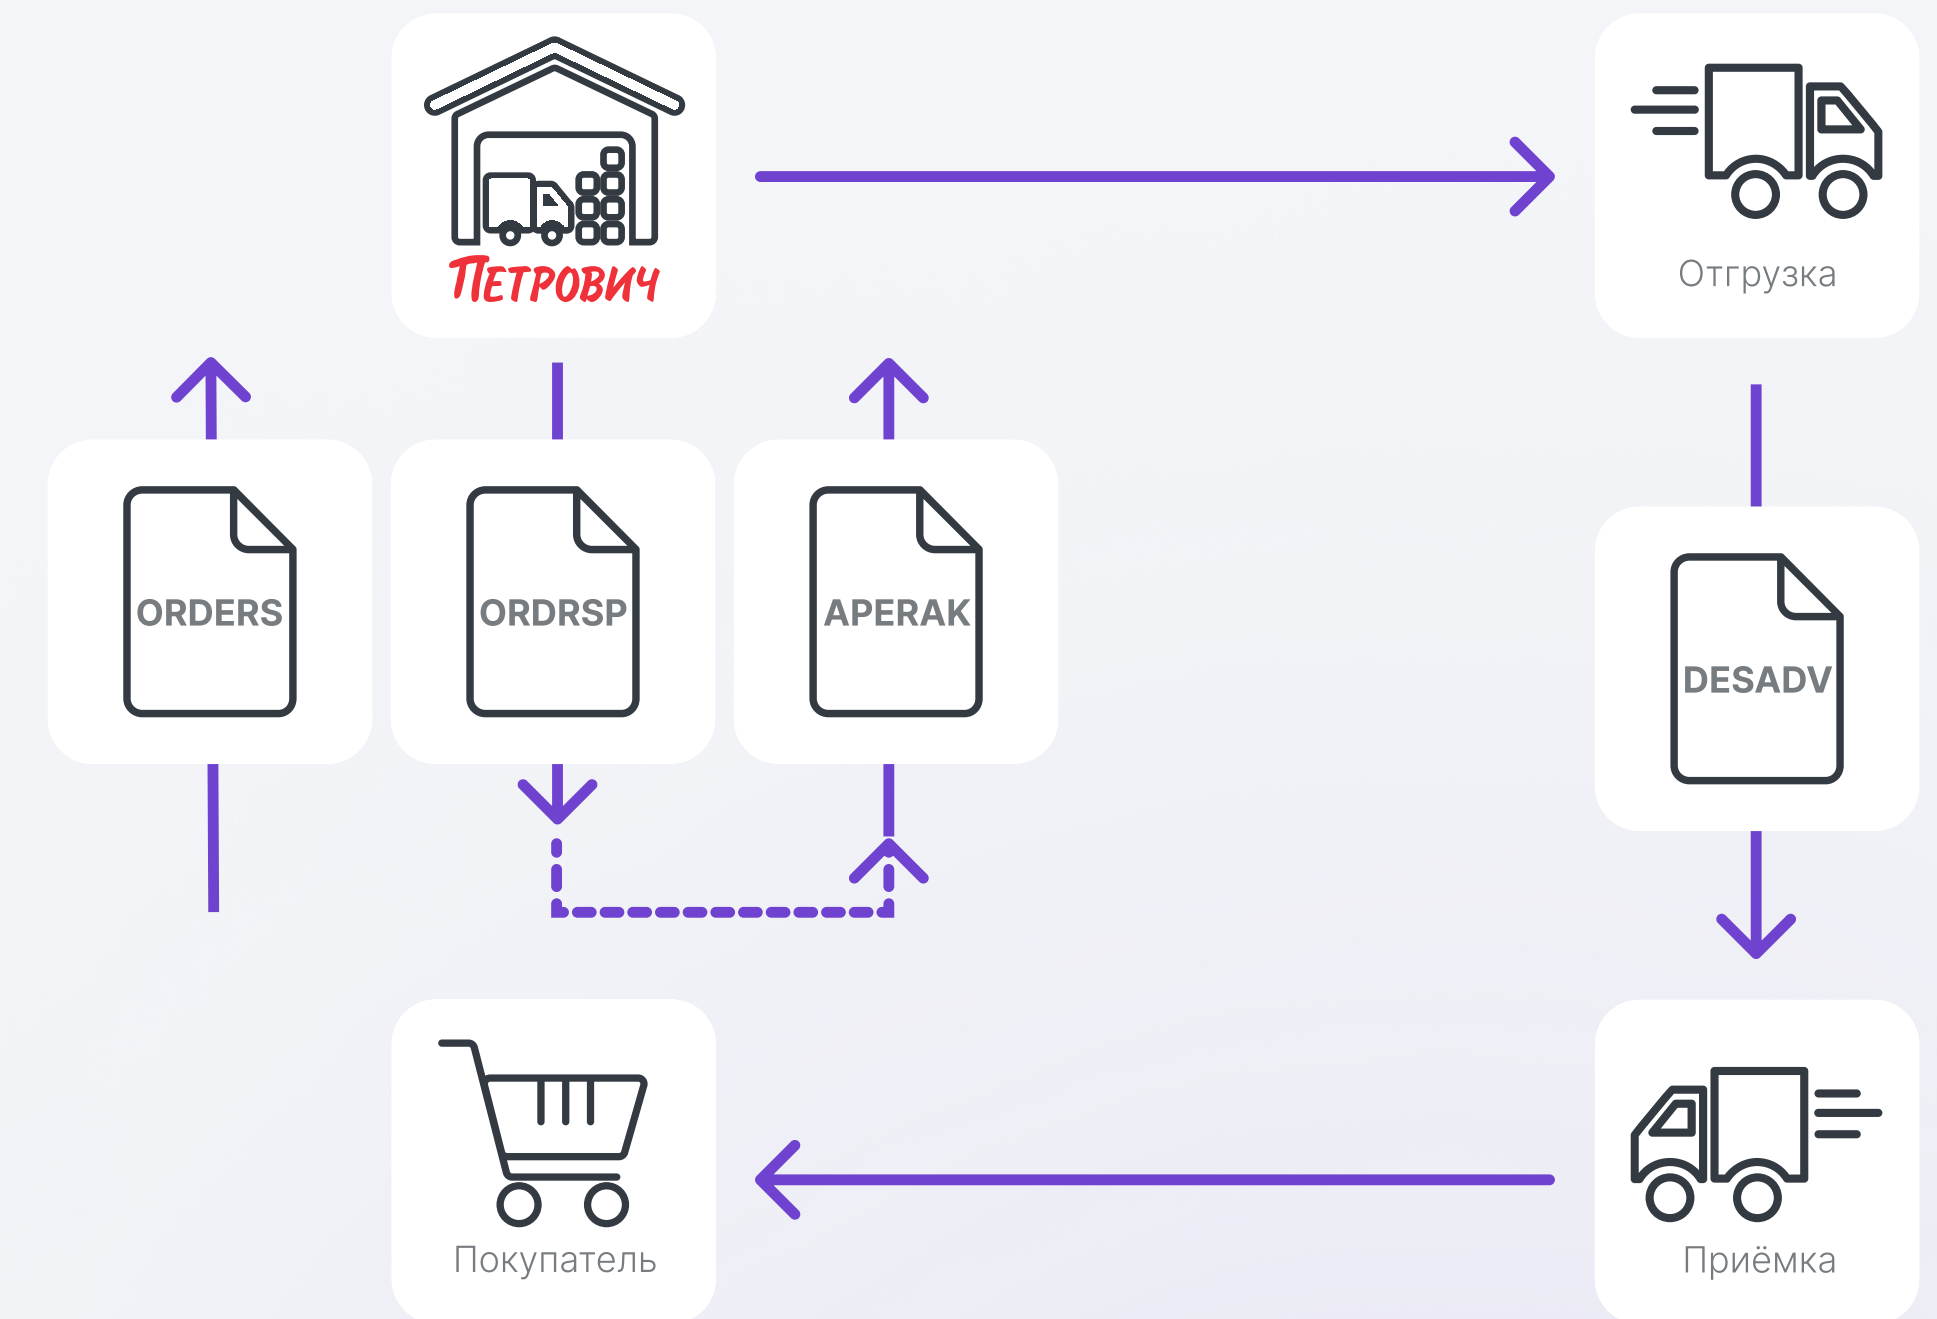 Петрович
Отгрузка
ORDERS
ORDRSP
APERAK
DESADV
Покупатель
Приёмка